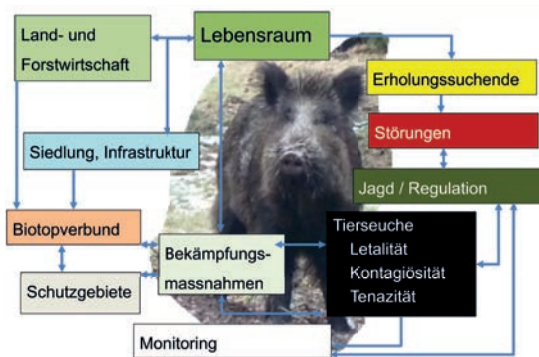 Land- und
Forstwirtschaft
Lebensraum
Erholungssuchende
Störungen
Siedlung, Infrastruktur
Jagd / Regulation
Biotopverbund
Tierseuche
Letalität
Kontagiösität
Tenazität
Bekämpfungs-
massnahmen
Schutzgebiete
Monitoring